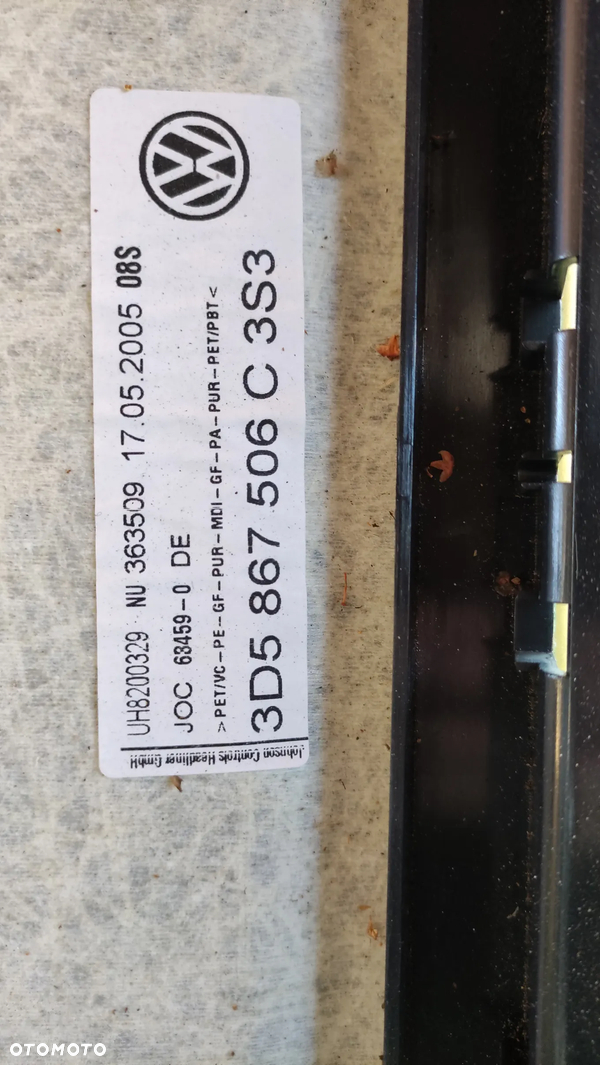 UH8200329 NU 363509 17.05.2005 08S
JOC 63459-0 DE
>PET/VC-PE-GF-PUR-MDI-GF-PA-PUR-PET/PBT<
3D5 867 506 C 3S3
Johnson Controls Headliner GmbH
OTOMOTO